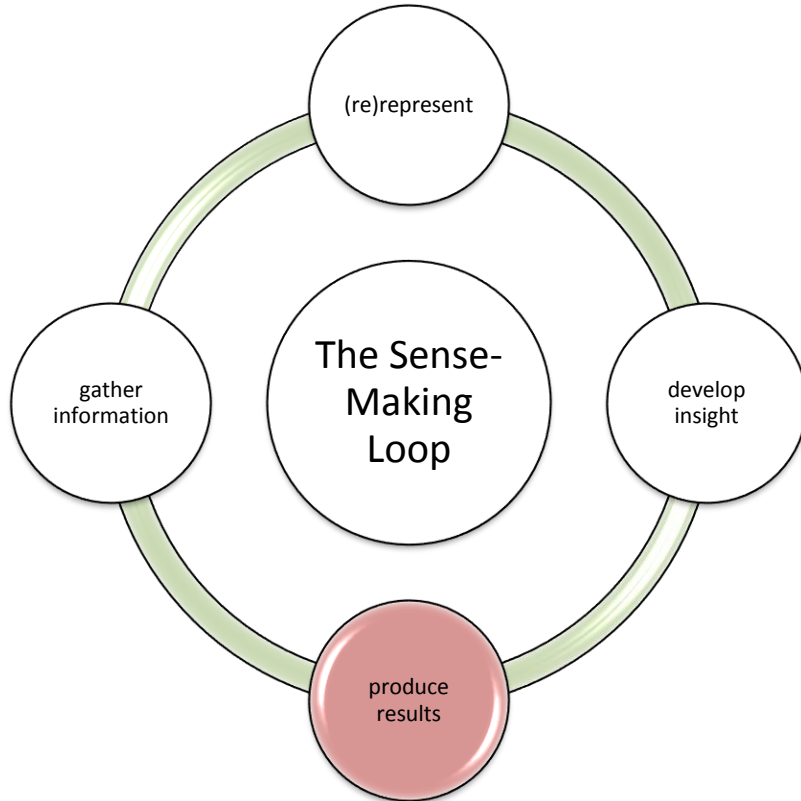 (re)represent
The Sense-
Making
Loop
gather
information
develop
insight
produce
results